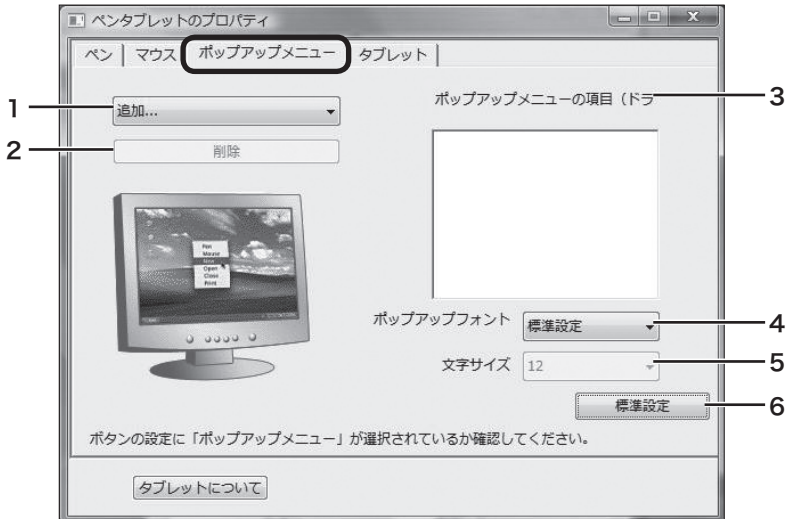 ペンタブレットのプロパティ
ペン
マウス
ポップアップメニュー
タブレット
1
追加...
2
削除
ポップアップメニューの項目（ドラ
3
Pen
Mouse
New
Open
Close
Print
ポップアップフォント
標準設定
4
文字サイズ
12
5
標準設定
6
ボタンの設定に「ポップアップメニュー」が選択されているか確認してください。
タブレットについて